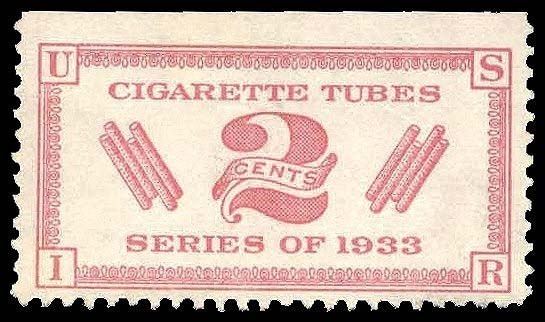 U S
CIGARETTE TUBES
2
CENTS
SERIES OF 1933
I R